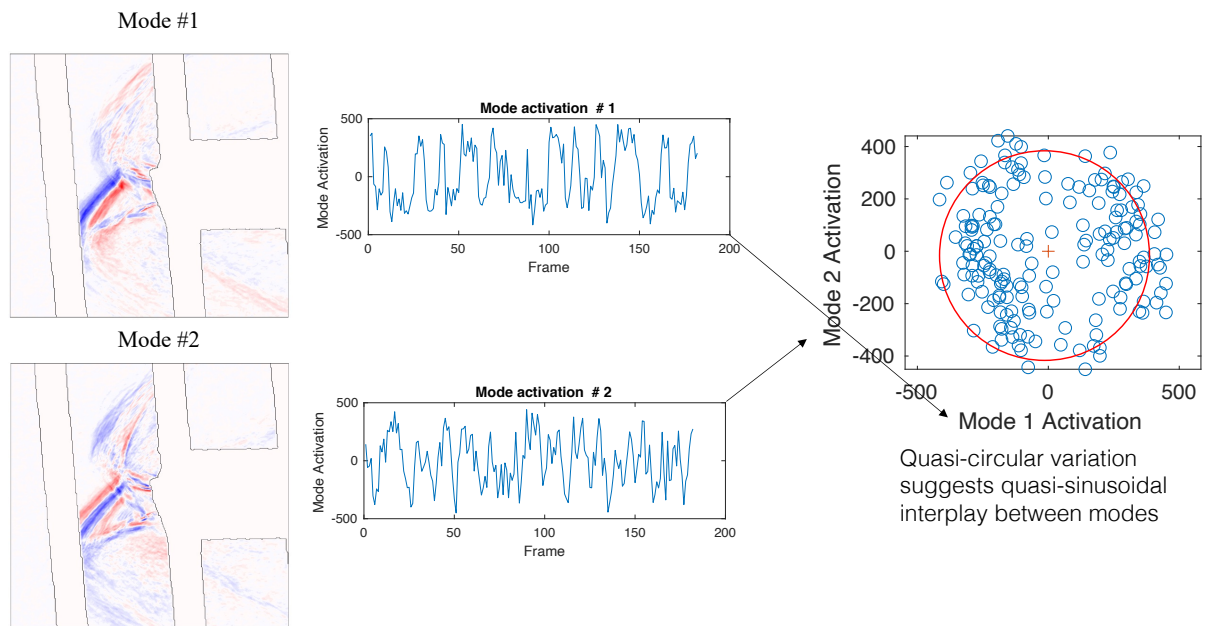 Mode #1
Mode #2
Mode activation # 1
Mode Activation
500
0
-500
0
50
100
150
200
Frame
Mode activation # 2
Mode Activation
500
0
-500
0
50
100
150
200
Frame
Mode 2 Activation
400
200
0
-200
-400
-500
0
500
Mode 1 Activation
Quasi-circular variation
suggests quasi-sinusoidal
interplay between modes